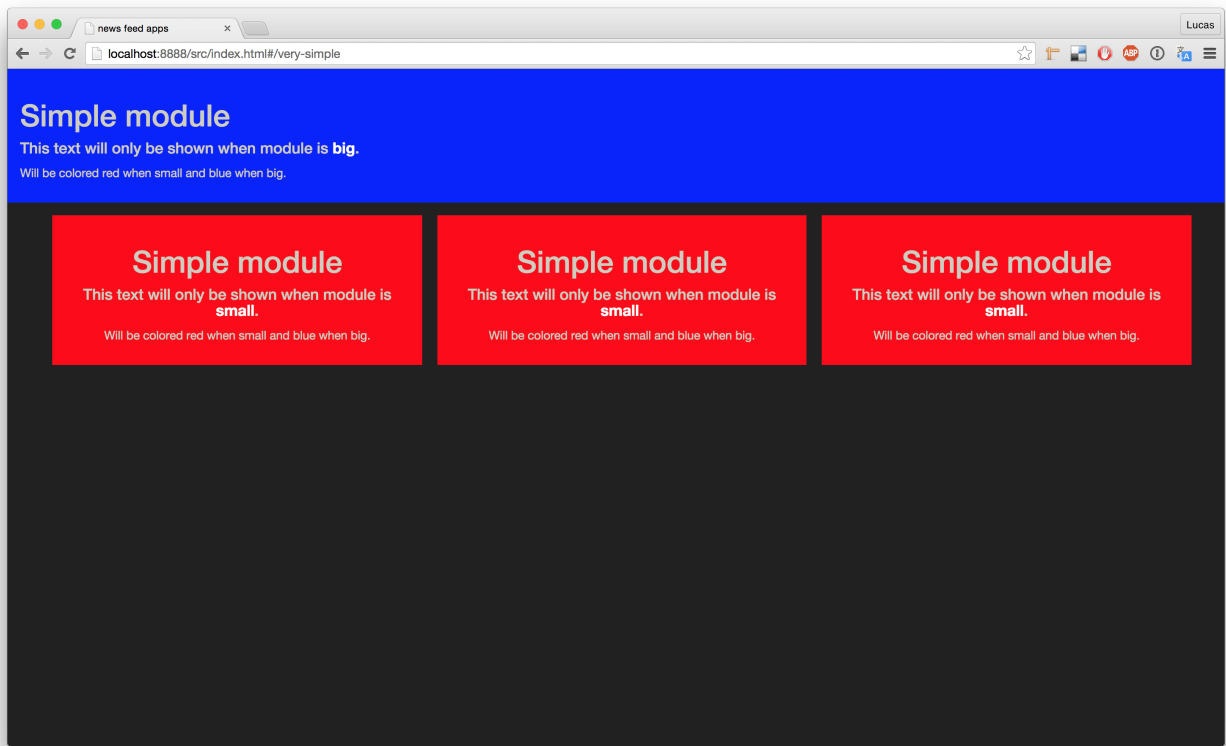 news feed apps
Lucas
localhost:8888/src/index.html#/very-simple
ABP
Simple module
This text will only be shown when module is big.
Will be colored red when small and blue when big.
Simple module
This text will only be shown when module is
small.
Will be colored red when small and blue when big.
Simple module
This text will only be shown when module is
small.
Will be colored red when small and blue when big.
Simple module
This text will only be shown when module is
small.
Will be colored red when small and blue when big.